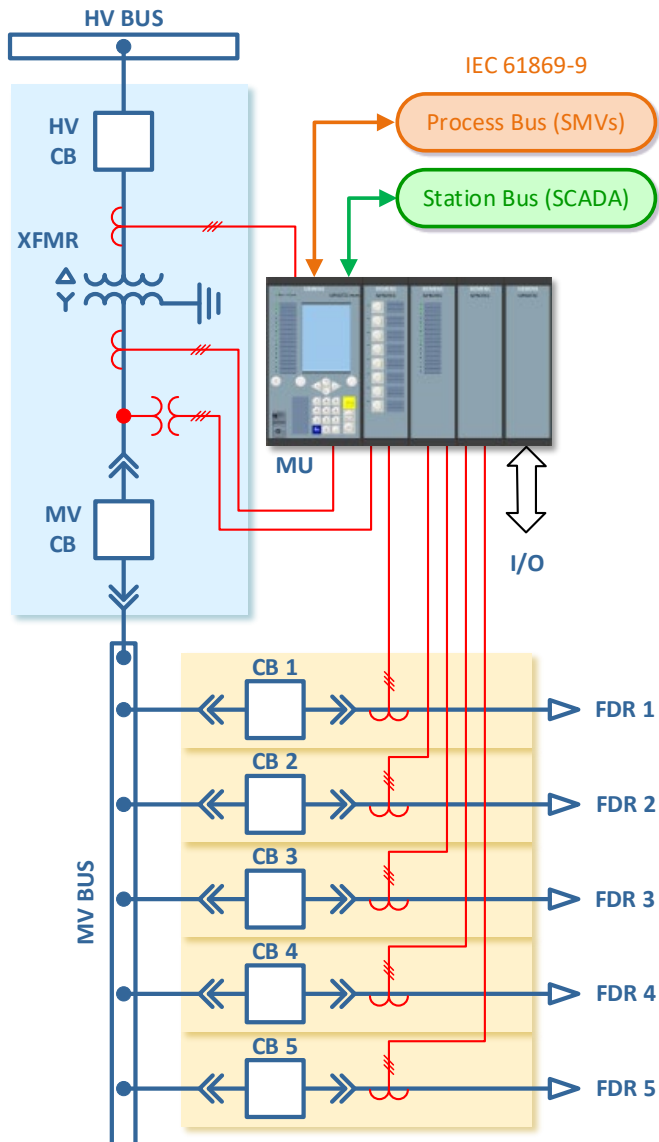 HV BUS
IEC 61869-9
HV
CB
Process Bus (SMVs)
Station Bus (SCADA)
XFMR
MU
MV
CB
I/O
CB 1
FDR 1
CB 2
FDR 2
CB 3
FDR 3
MV BUS
CB 4
FDR 4
CB 5
FDR 5